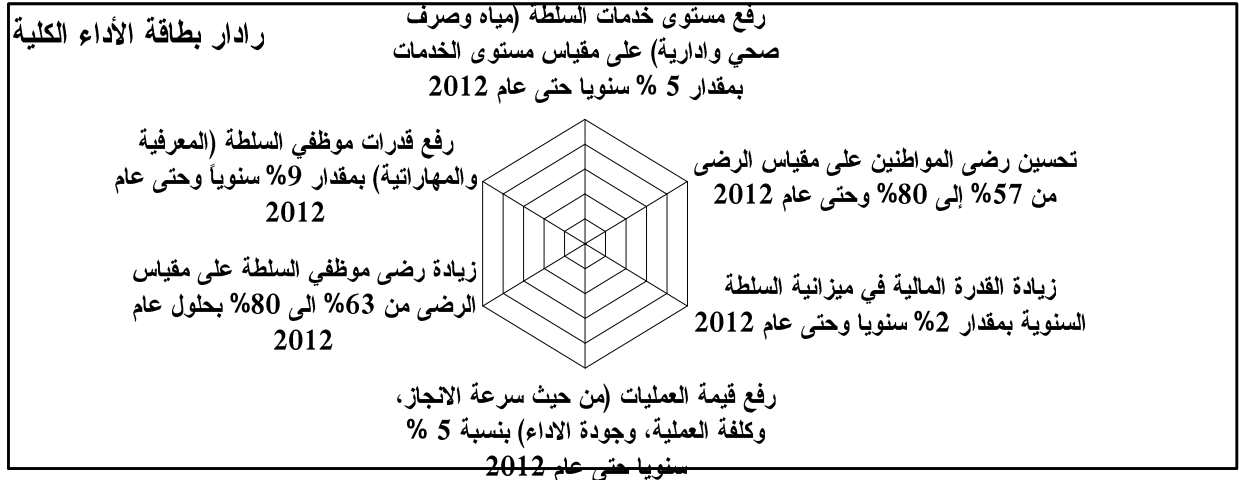 رادار بطاقة الأداء الكلية
رفع مستوى خدمات السلطة (مياه وصرف
صحي وادارية) على مقياس مستوى الخدمات
بمقدار 5 % سنويا حتى عام 2012
تحسين رضى المواطنين على مقياس الرضى
من 57% إلى 80% وحتى عام 2012
زيادة القدرة المالية في ميزانية السلطة
السنوية بمقدار 2% سنويا وحتى عام 2012
رفع قيمة العمليات (من حيث سرعة الانجاز،
وكلفة العملية، وجودة الاداء) بنسبة 5 %
سنويا حتى عام 2012
زيادة رضى موظفي السلطة على مقياس
الرضى من 63% الى 80% بحلول عام
2012
رفع قدرات موظفي السلطة (المعرفية
والمهاراتية) بمقدار 9% سنوياً وحتى عام
2012